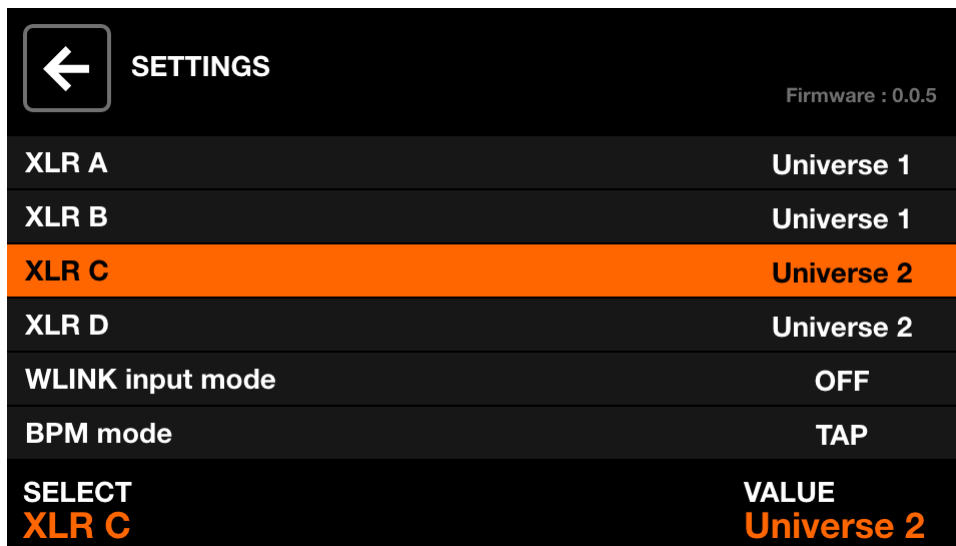 SETTINGS
Firmware : 0.0.5
XLR A Universe 1
XLR B Universe 1
XLR C Universe 2
XLR D Universe 2
WLINK input mode OFF
BPM mode TAP
SELECT VALUE
XLR C Universe 2